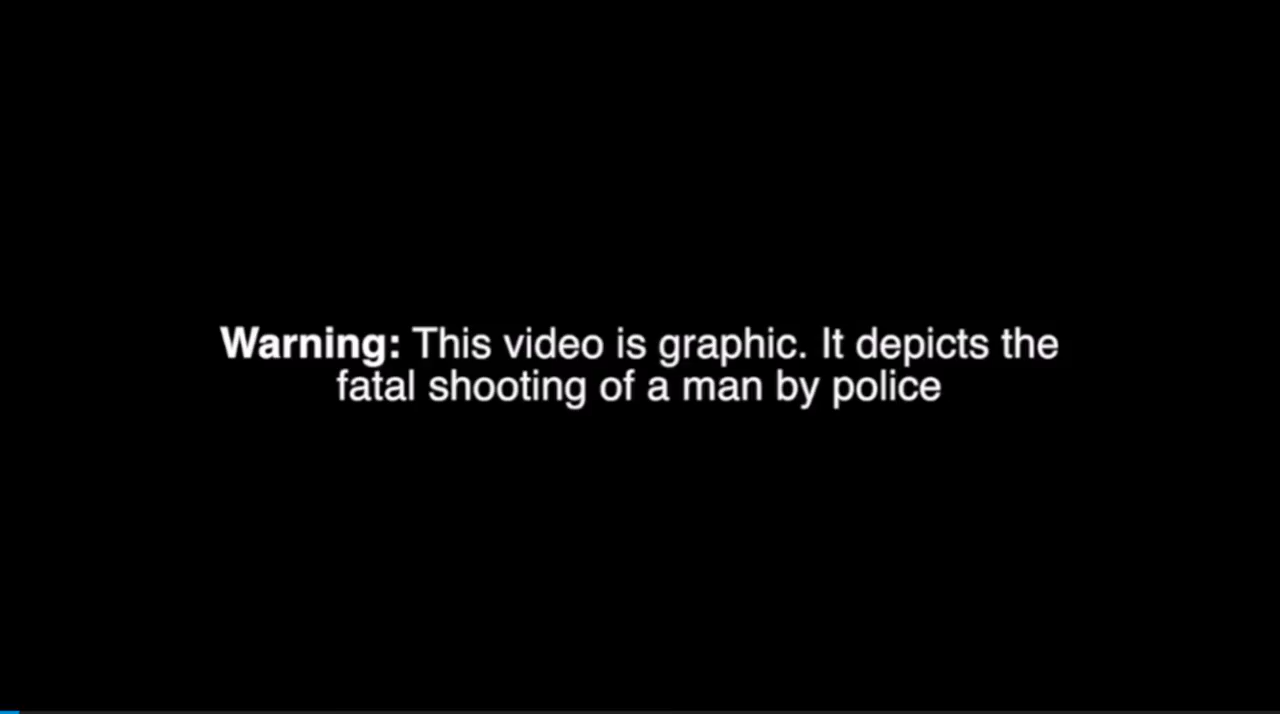 Warning: This video is graphic. It depicts the
fatal shooting of a man by police